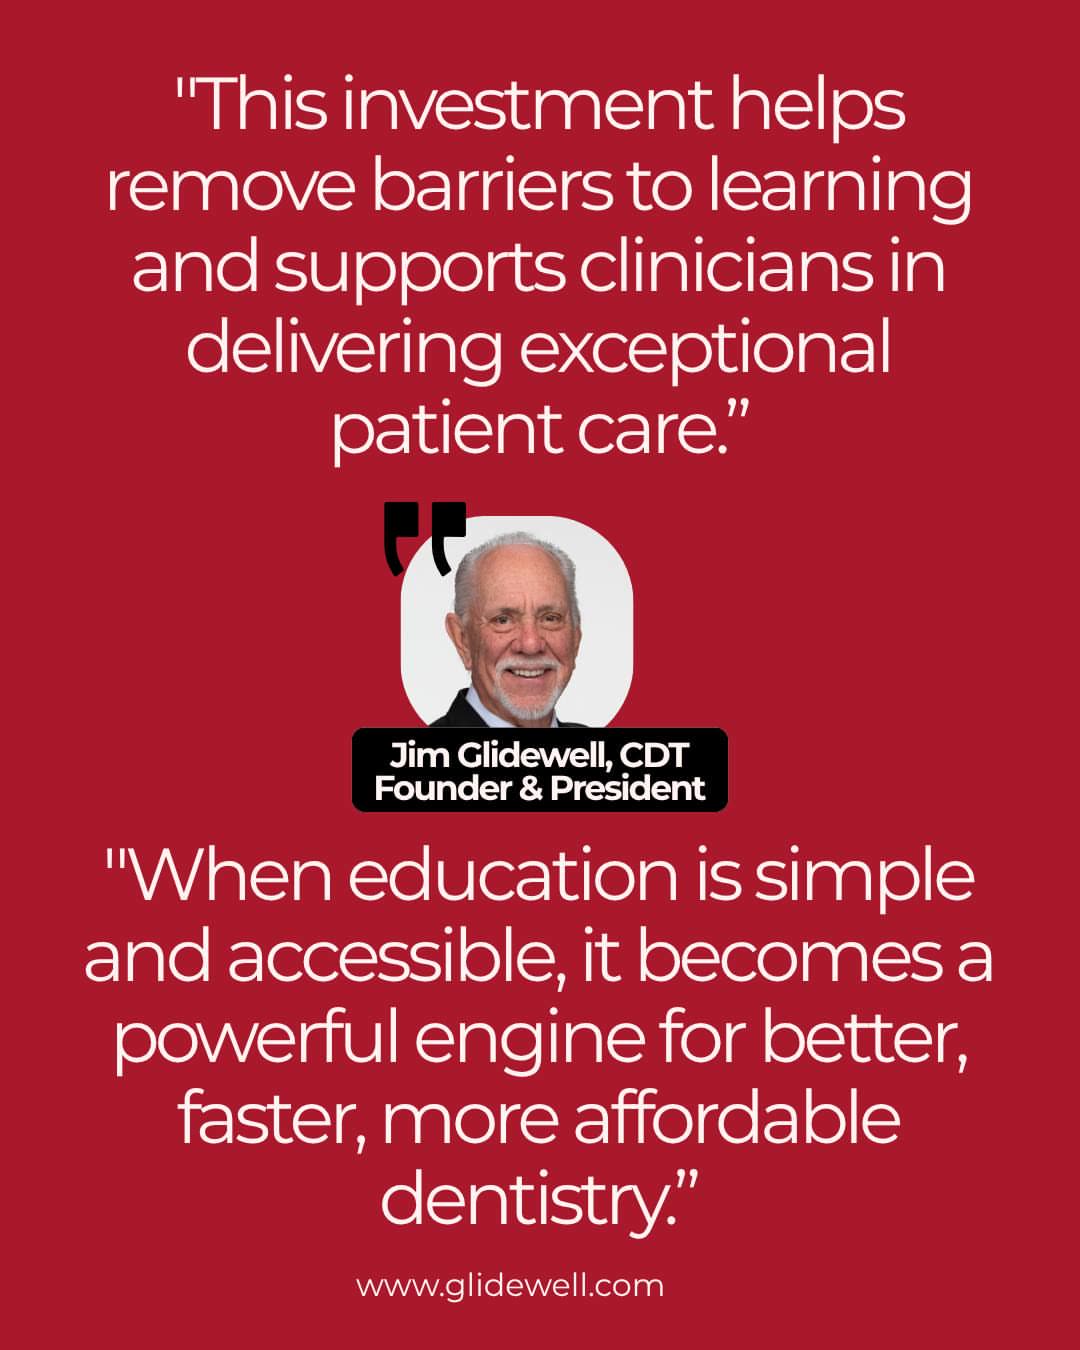 "This investment helps
remove barriers to learning
and supports clinicians in
delivering exceptional
patient care.”
Jim Glidewell, CDT
Founder & President
"When education is simple
and accessible, it becomes a
powerful engine for better,
faster, more affordable
dentistry.”
www.glidewell.com